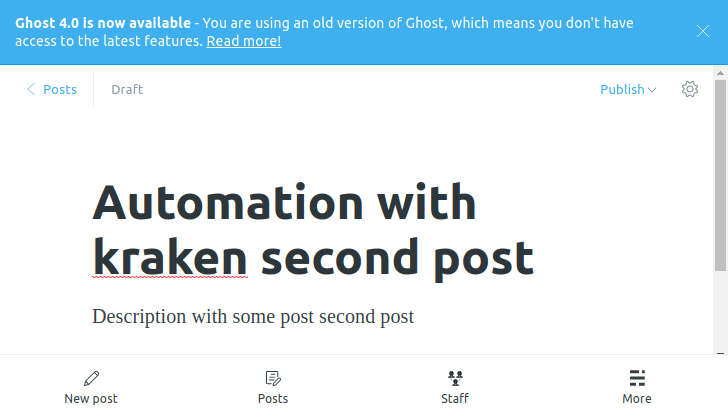 Ghost 4.0 is now available - You are using an old version of Ghost, which means you don't have
access to the latest features. Read more!
Posts
Draft
Publish
Automation with
kraken second post
Description with some post second post
New post
Posts
Staff
More